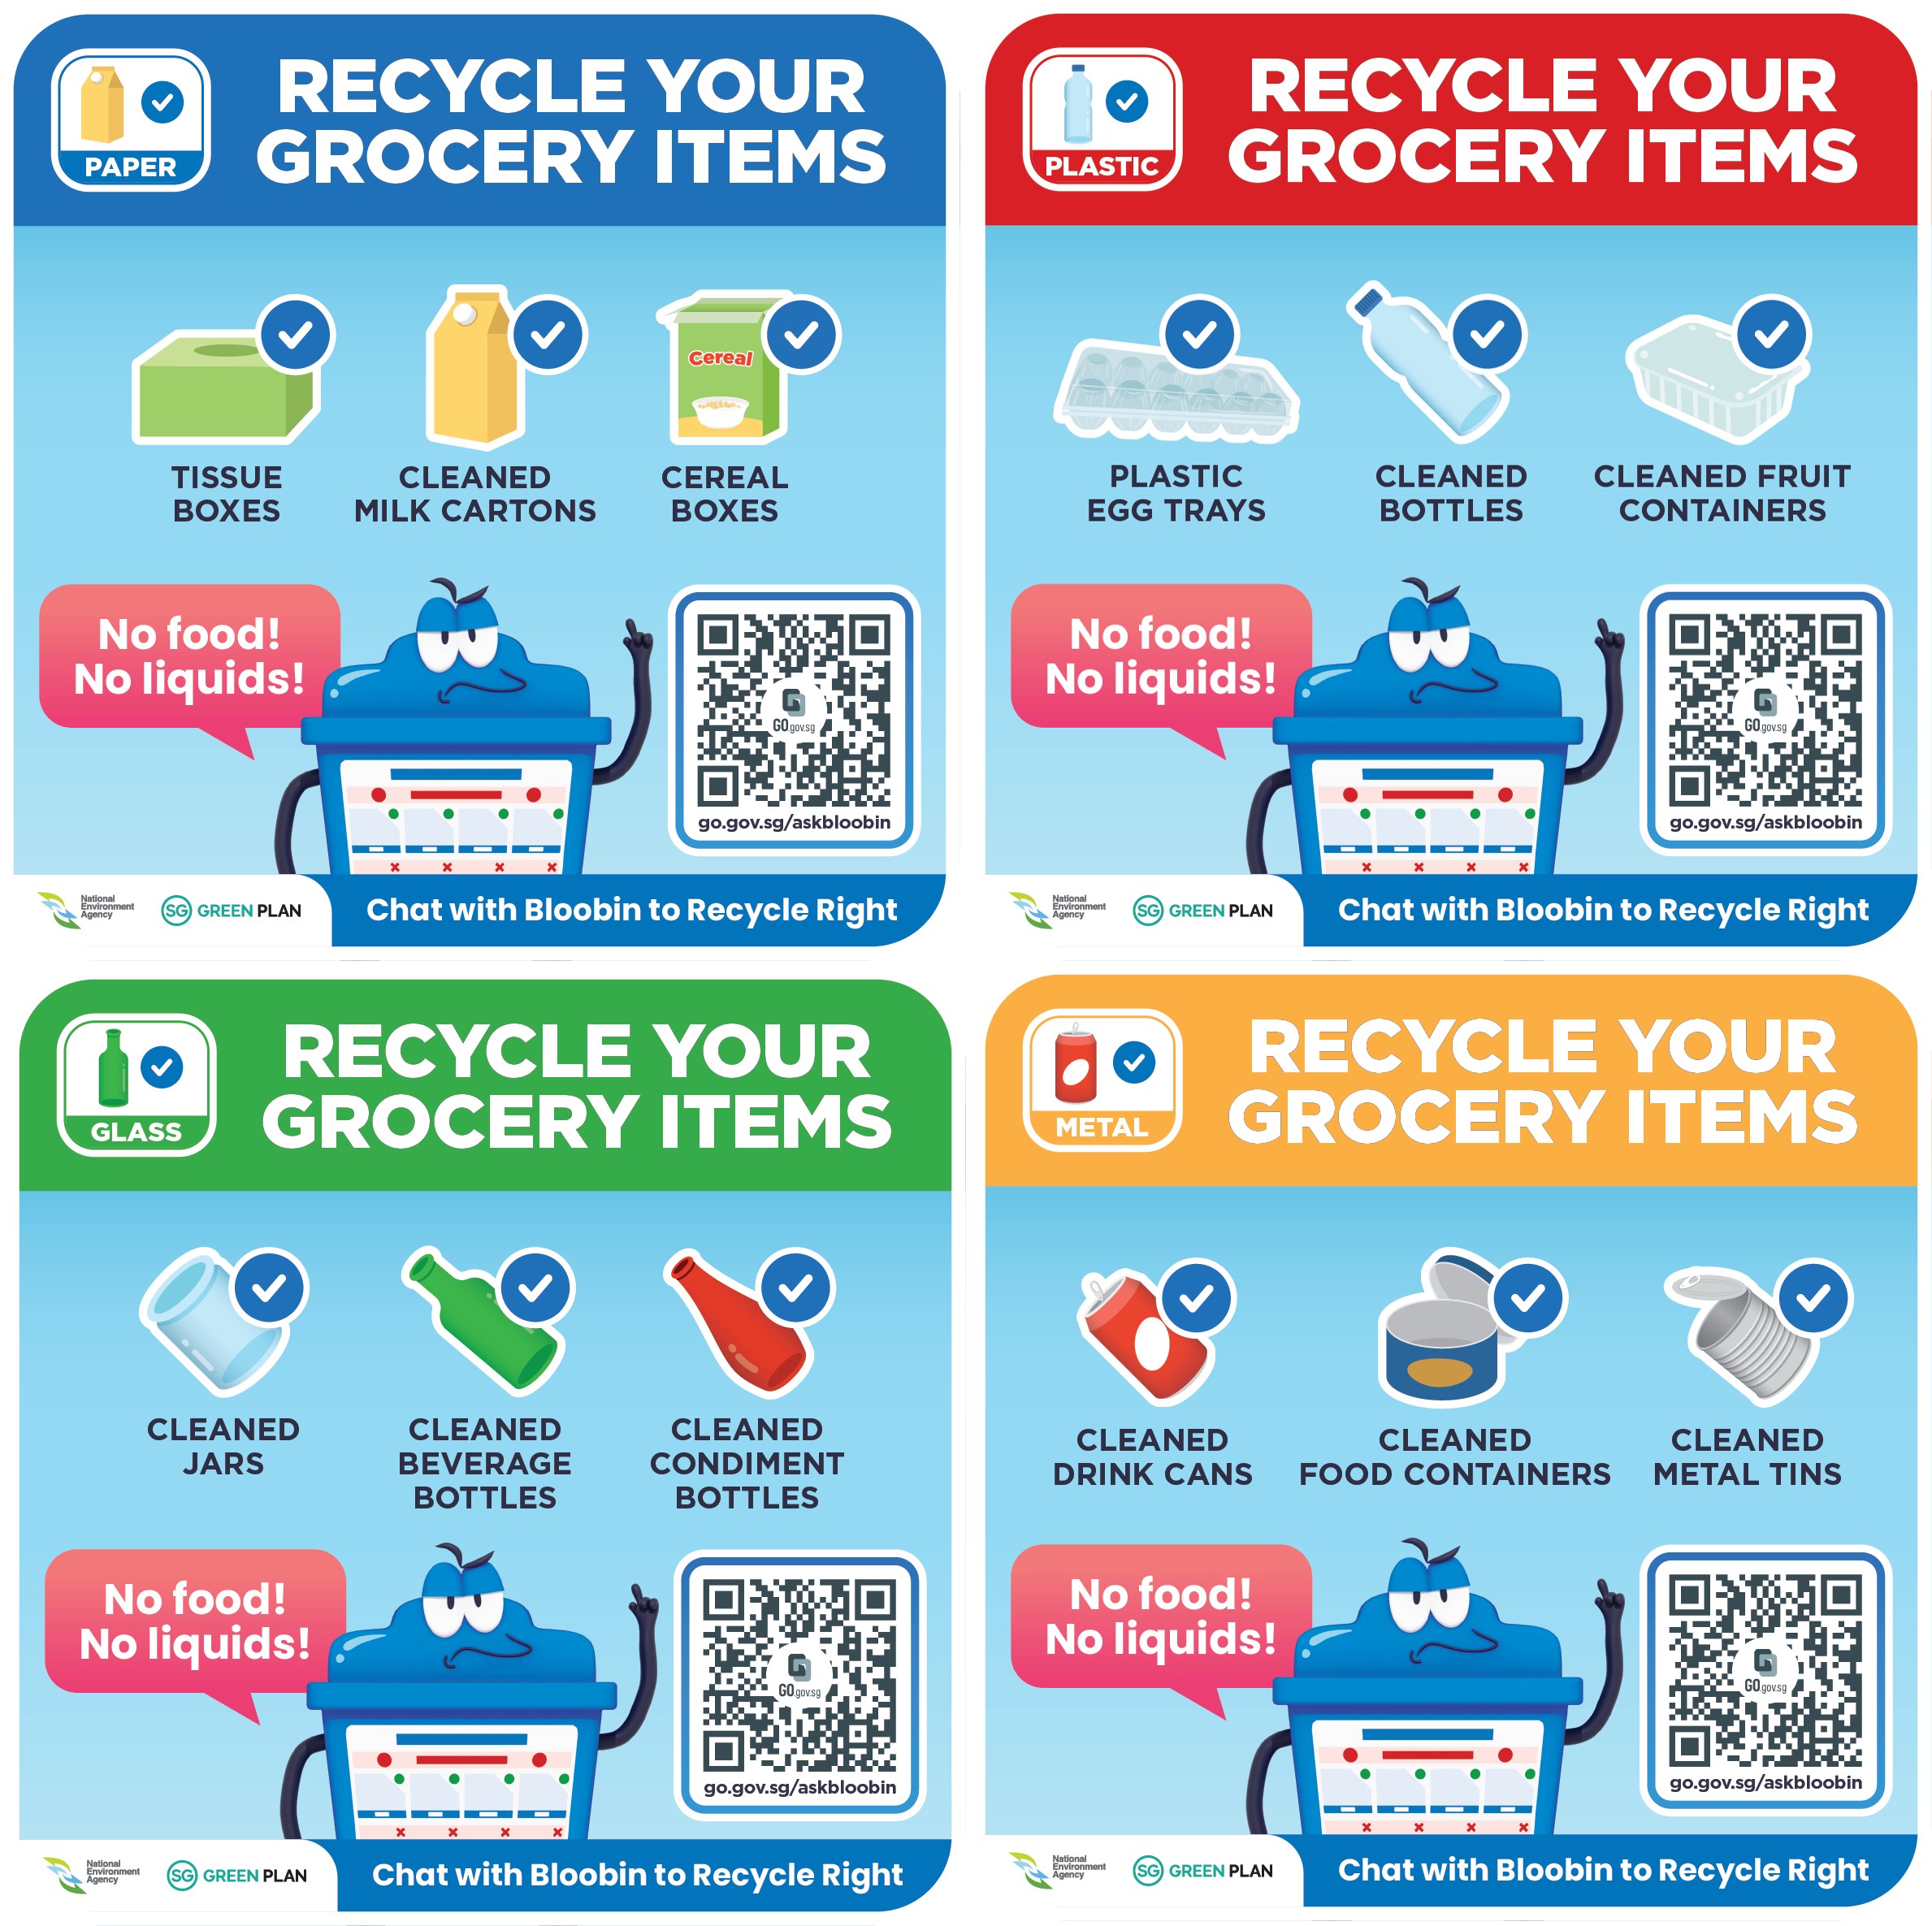 PAPER
RECYCLE YOUR
GROCERY ITEMS
Cereal
TISSUE
BOXES
CLEANED
MILK CARTONS
CEREAL
BOXES
No food!
No liquids!
GO.gov.sg
go.gov.sg/askbloobin
National
Environment
Agency
SG GREEN PLAN
Chat with Bloobin to Recycle Right
PLASTIC
RECYCLE YOUR
GROCERY ITEMS
PLASTIC
EGG TRAYS
CLEANED
BOTTLES
CLEANED FRUIT
CONTAINERS
No food!
No liquids!
GO.gov.sg
go.gov.sg/askbloobin
National
Environment
Agency
SG GREEN PLAN
Chat with Bloobin to Recycle Right
GLASS
RECYCLE YOUR
GROCERY ITEMS
CLEANED
JARS
CLEANED
BEVERAGE
BOTTLES
CLEANED
CONDIMENT
BOTTLES
No food!
No liquids!
GO.gov.sg
go.gov.sg/askbloobin
National
Environment
Agency
SG GREEN PLAN
Chat with Bloobin to Recycle Right
METAL
RECYCLE YOUR
GROCERY ITEMS
CLEANED
DRINK CANS
CLEANED
FOOD CONTAINERS
CLEANED
METAL TINS
No food!
No liquids!
GO.gov.sg
go.gov.sg/askbloobin
National
Environment
Agency
SG GREEN PLAN
Chat with Bloobin to Recycle Right